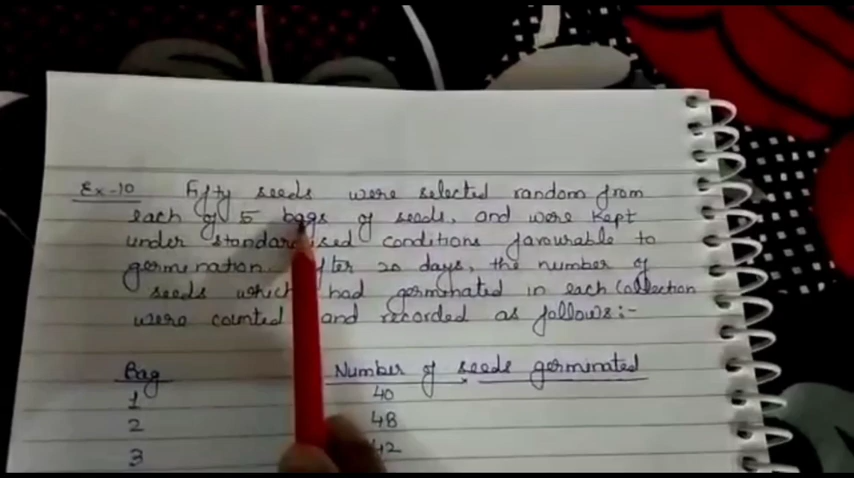 Ex-10 Fifty seeds were selected random from
each of 5 bags of seeds, and were kept
under standardised conditions favourable to
germination. After 20 days, the number of
seeds which had germinated in each Collection
were counted and recorded as follows:-
Bag Number of seeds germinated
1 40
2 48
3 42